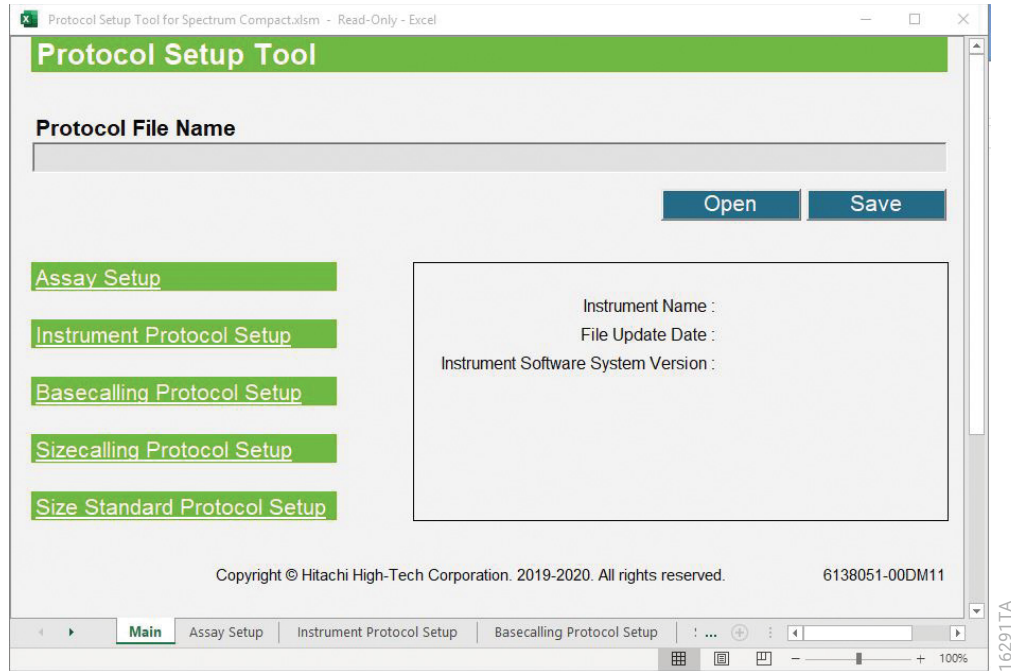 Protocol Setup Tool for Spectrum Compact.xlsm - Read-Only - Excel
Protocol Setup Tool
Protocol File Name
Open Save
Assay Setup
Instrument Protocol Setup
Basecalling Protocol Setup
Sizecalling Protocol Setup
Size Standard Protocol Setup
Instrument Name :
File Update Date :
Instrument Software System Version :
Copyright © Hitachi High-Tech Corporation. 2019-2020. All rights reserved. 6138051-00DM11
Main Assay Setup Instrument Protocol Setup Basecalling Protocol Setup ...
100%
16291TA